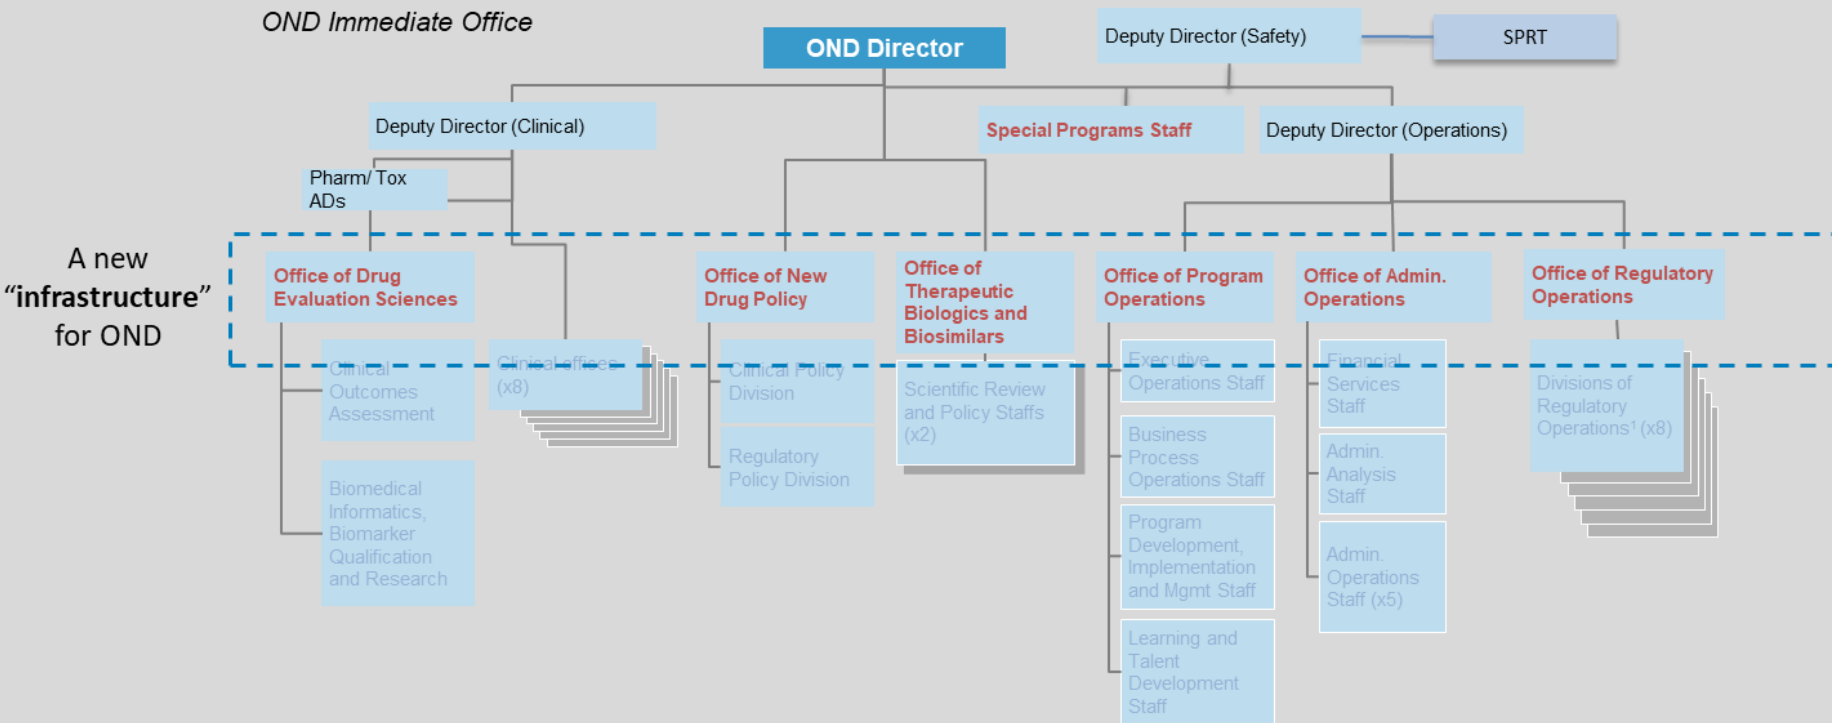 OND Immediate Office
OND Director
Deputy Director (Safety)
SPRT
Deputy Director (Clinical)
Special Programs Staff
Deputy Director (Operations)
Pharm/ Tox
ADs
A new
“infrastructure”
for OND
Office of Drug
Evaluation Sciences
Office of New
Drug Policy
Office of
Therapeutic
Biologics and
Biosimilars
Office of Program
Operations
Office of Admin.
Operations
Office of Regulatory
Operations
Clinical
Outcomes
Assessment
Biomedical
Informatics,
Biomarker
Qualification
and Research
Clinical offices
(x8)
Clinical Policy
Division
Regulatory
Policy Division
Scientific Review
and Policy Staffs
(x2)
Executive
Operations Staff
Business
Process
Operations Staff
Program
Development,
Implementation
and Mgmt Staff
Learning and
Talent
Development
Staff
Financial
Services
Staff
Admin.
Analysis
Staff
Admin.
Operations
Staff (x5)
Divisions of
Regulatory
Operations¹ (x8)